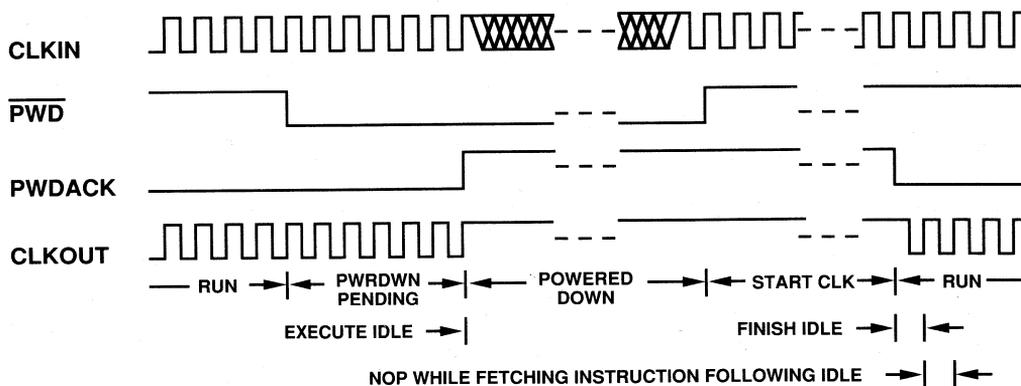 CLKIN
PWD
PWDACK
CLKOUT
RUN
PWRDWN
PENDING
POWERED
DOWN
START CLK
RUN
EXECUTE IDLE
FINISH IDLE
NOP WHILE FETCHING INSTRUCTION FOLLOWING IDLE